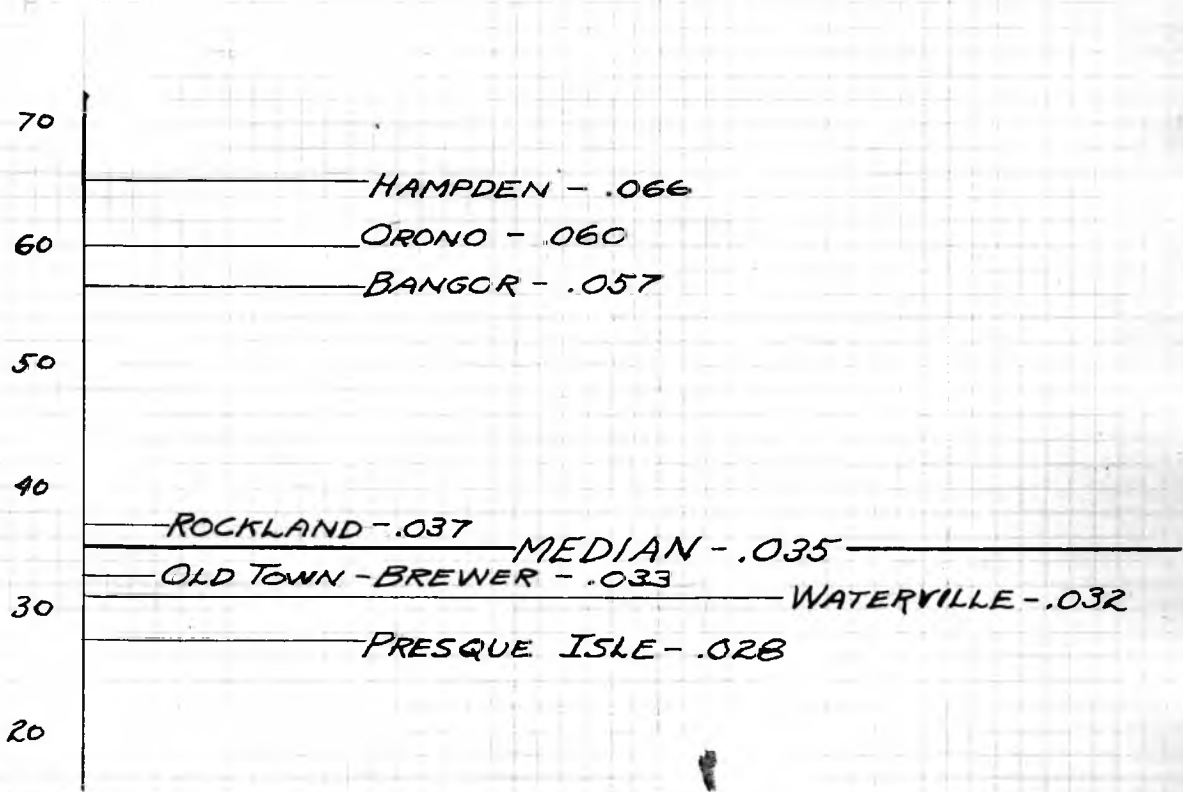 70
HAMPDEN - .066
ORONO - .060
60
BANGOR - .057
50
40
ROCKLAND - .037
MEDIAN - .035
OLD TOWN - BREWER - .033
WATERVILLE - .032
30
PRESQUE ISLE - .028
20